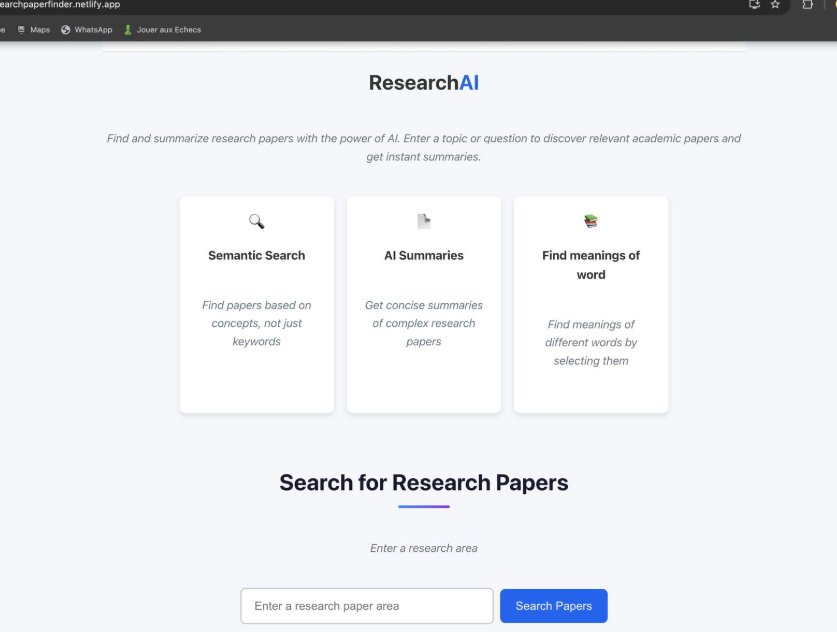 earchpaperfinder.netlify.app
Maps WhatsApp Jouer aux Echecs
ResearchAI
Find and summarize research papers with the power of AI. Enter a topic or question to discover relevant academic papers and
get instant summaries.
Semantic Search
Find papers based on
concepts, not just
keywords
AI Summaries
Get concise summaries
of complex research
papers
Find meanings of
word
Find meanings of
different words by
selecting them
Search for Research Papers
Enter a research area
Enter a research paper area
Search Papers